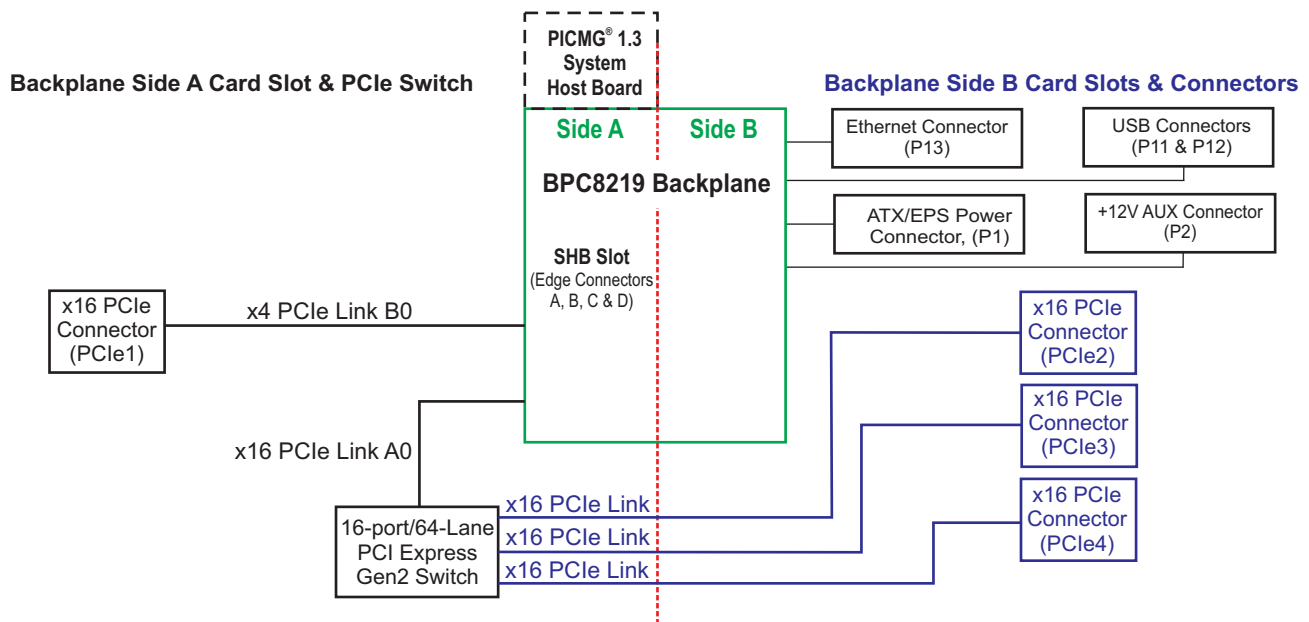 PICMG® 1.3
System
Host Board
Backplane Side A Card Slot & PCIe Switch
Backplane Side B Card Slots & Connectors
Side A
Side B
BPC8219 Backplane
SHB Slot
(Edge Connectors
A, B, C & D)
Ethernet Connector
(P13)
USB Connectors
(P11 & P12)
ATX/EPS Power
Connector, (P1)
+12V AUX Connector
(P2)
x16 PCIe
Connector
(PCIe1)
x4 PCIe Link B0
x16 PCIe Link A0
16-port/64-Lane
PCI Express
Gen2 Switch
x16 PCIe Link
x16 PCIe Link
x16 PCIe Link
x16 PCIe
Connector
(PCIe2)
x16 PCIe
Connector
(PCIe3)
x16 PCIe
Connector
(PCIe4)